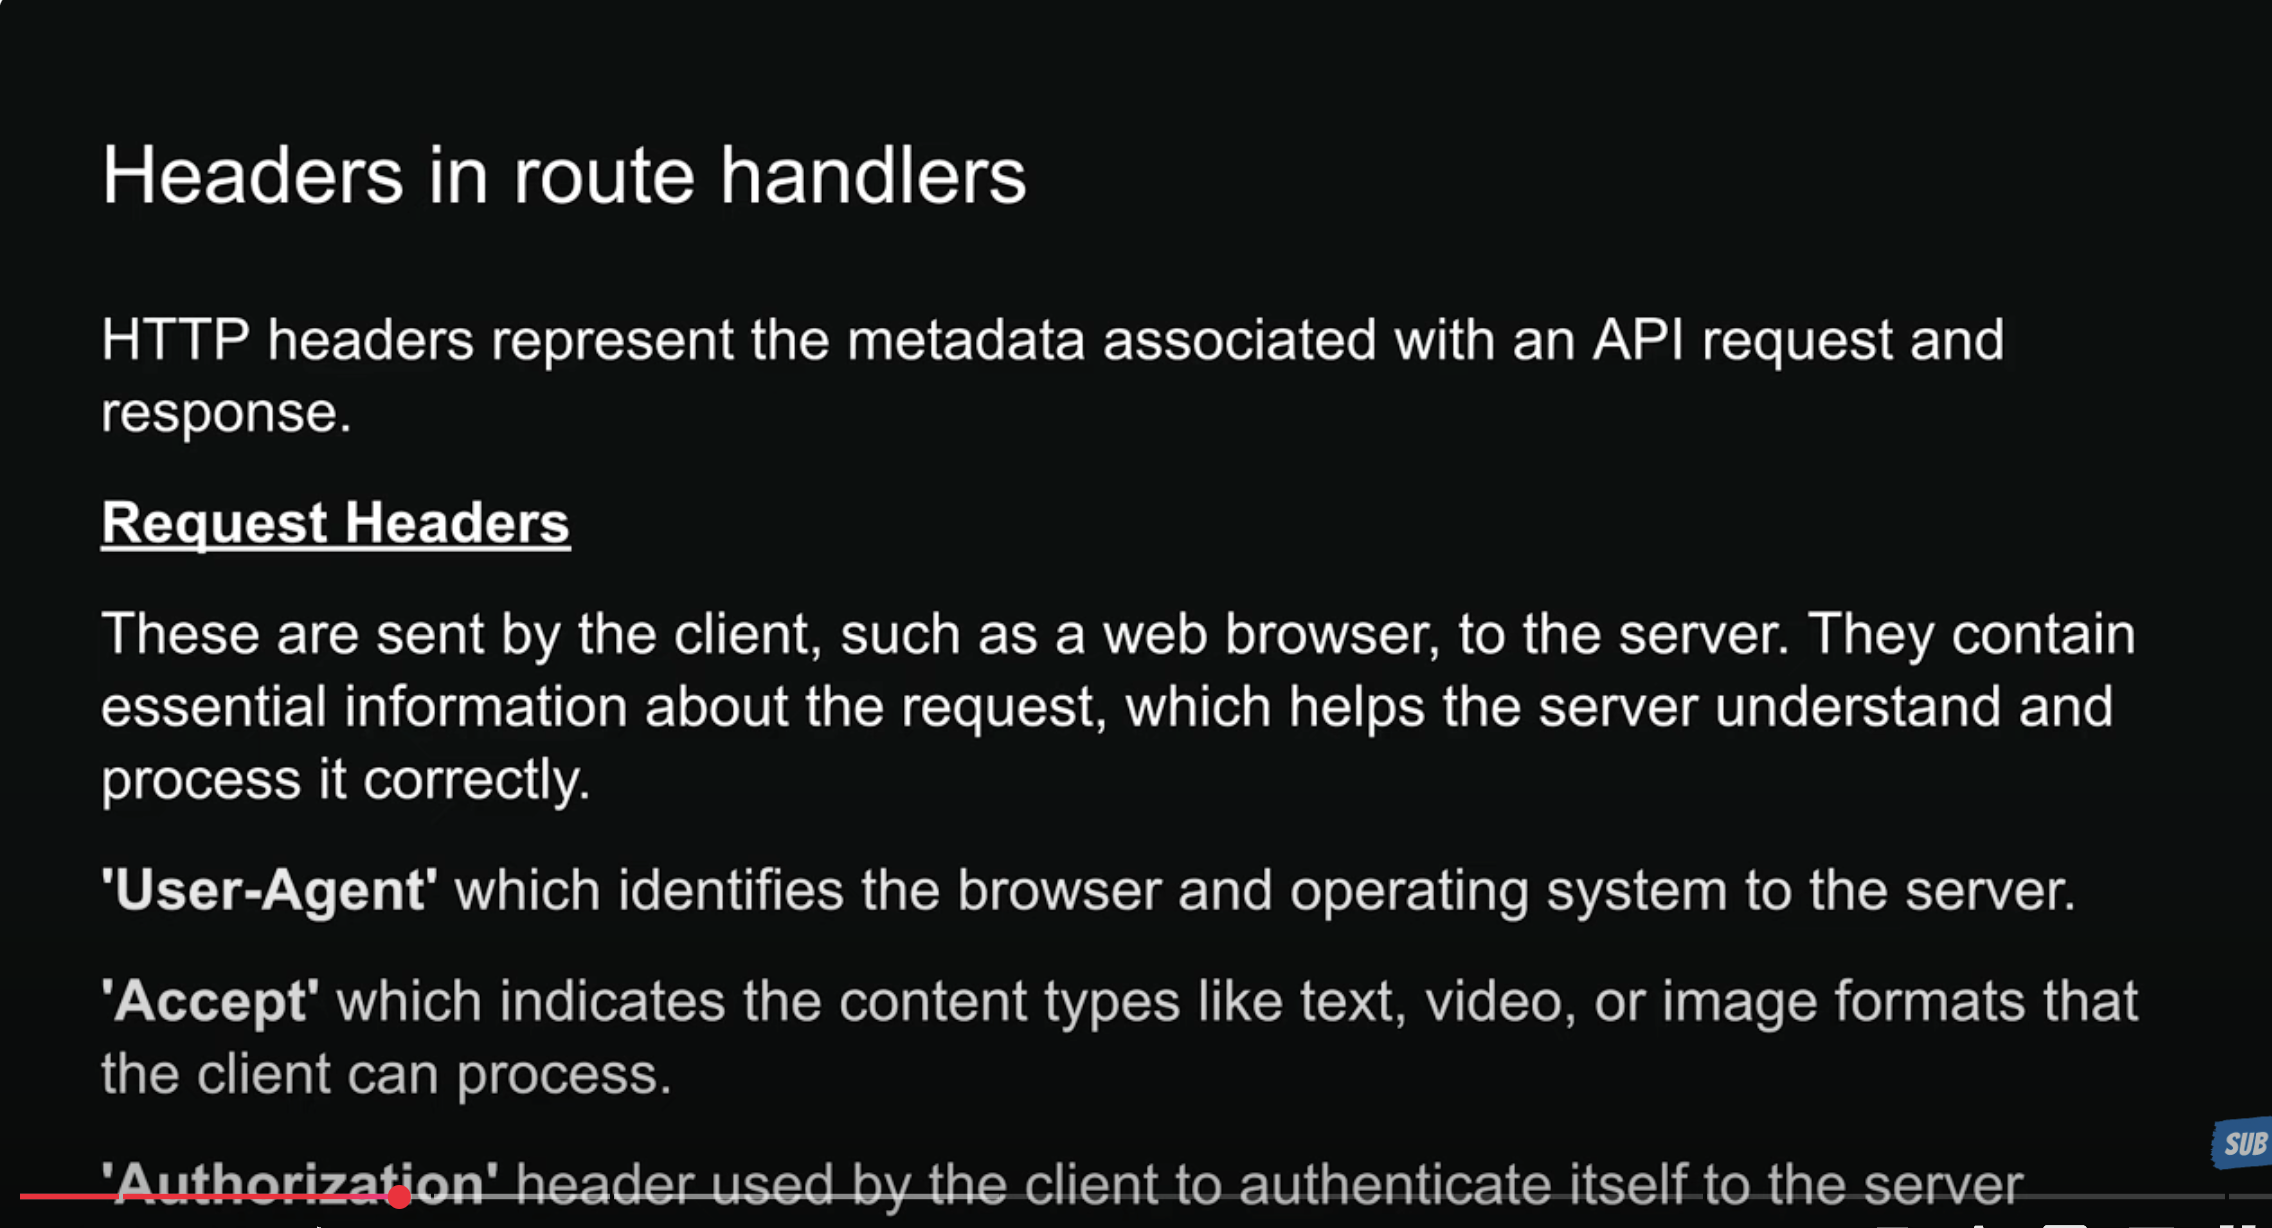 Headers in route handlers
HTTP headers represent the metadata associated with an API request and
response.
Request Headers
These are sent by the client, such as a web browser, to the server. They contain
essential information about the request, which helps the server understand and
process it correctly.
'User-Agent' which identifies the browser and operating system to the server.
'Accept' which indicates the content types like text, video, or image formats that
the client can process.
'Authorization' header used by the client to authenticate itself to the server
SUB